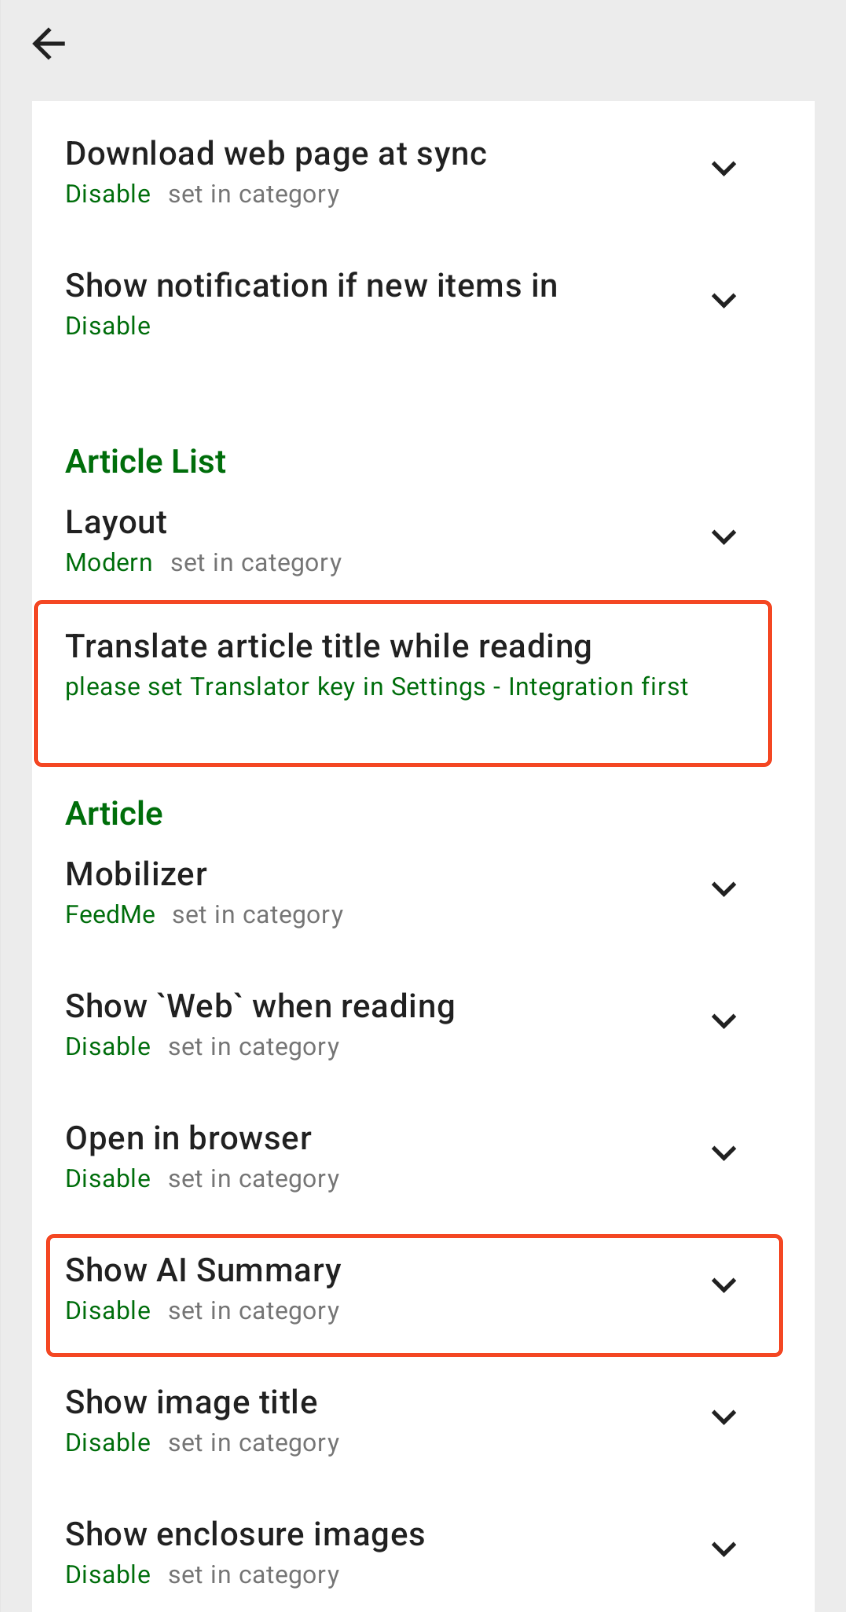 Download web page at sync
Disable set in category
Show notification if new items in
Disable
Article List
Layout
Modern set in category
Translate article title while reading
please set Translator key in Settings - Integration first
Article
Mobilizer
FeedMe set in category
Show `Web` when reading
Disable set in category
Open in browser
Disable set in category
Show AI Summary
Disable set in category
Show image title
Disable set in category
Show enclosure images
Disable set in category